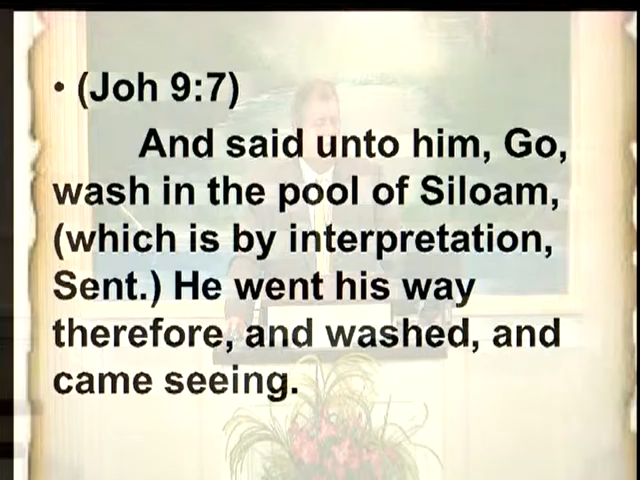 • (Joh 9:7)
And said unto him, Go,
wash in the pool of Siloam,
(which is by interpretation,
Sent.) He went his way
therefore, and washed, and
came seeing.